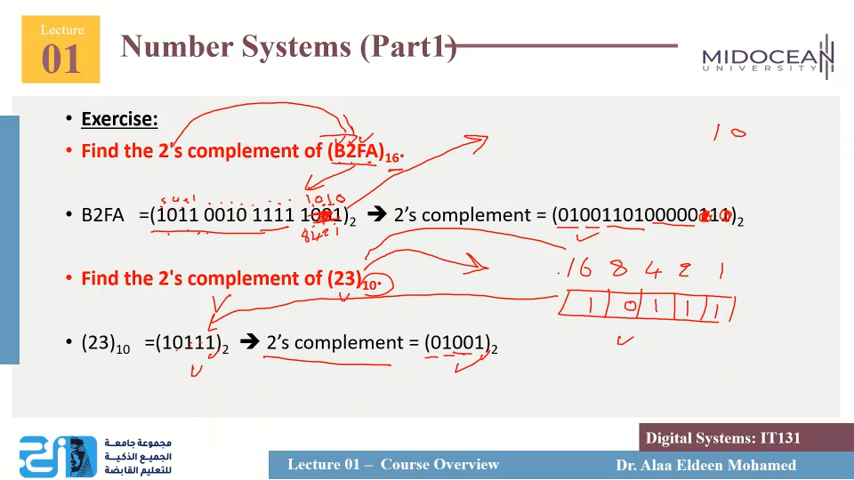 Lecture
01
Number Systems (Part1)
MIDOCEAN
UNIVERSITY
10
• Exercise:
• Find the 2's complement of (B2FA)16.
1010
• B2FA =(1011 0010 1111 1001)2 ➔ 2's complement = (0100110100000110)2
8421
16 8 4 2 1
• Find the 2's complement of (23)10.
1 0 1 1 1
• (23)10 =(10111)2 ➔ 2's complement = (01001)2
مجموعة جامعة
الجميع الذكية
للتعليم القابضة
Digital Systems: IT131
Lecture 01 – Course Overview
Dr. Alaa Eldeen Mohamed